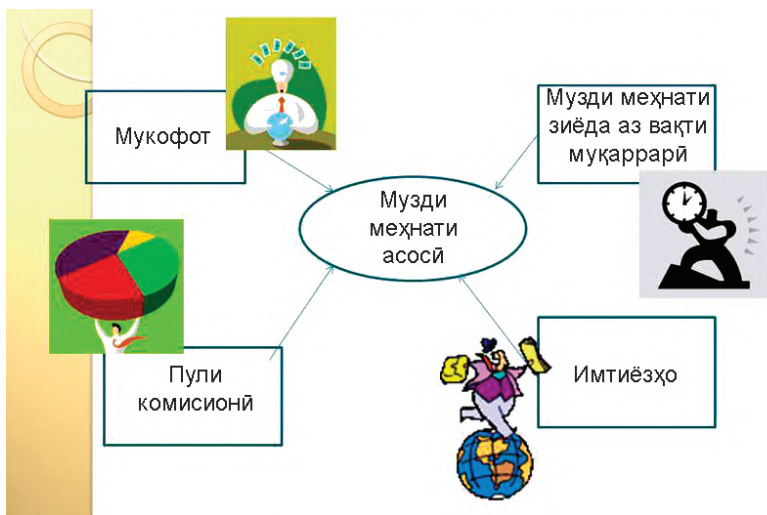 Мукофот
Музди меҳнати
зиёда аз вақти
муқаррарӣ
Музди
меҳнати
асосӣ
Пули
комисионӣ
Имтиёзҳо